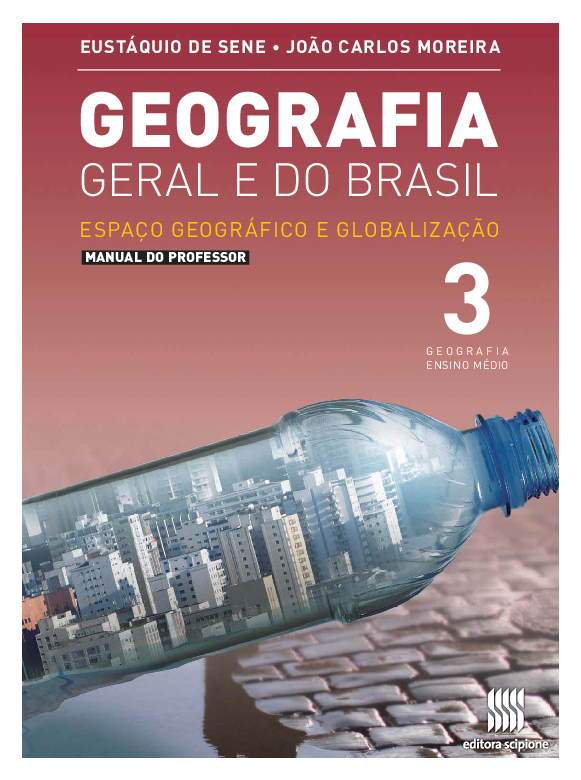 EUSTÁQUIO DE SENE • JOÃO CARLOS MOREIRA
GEOGRAFIA
GERAL E DO BRASIL
ESPAÇO GEOGRÁFICO E GLOBALIZAÇÃO
MANUAL DO PROFESSOR
3
GEOGRAFIA
ENSINO MÉDIO
editora scipione